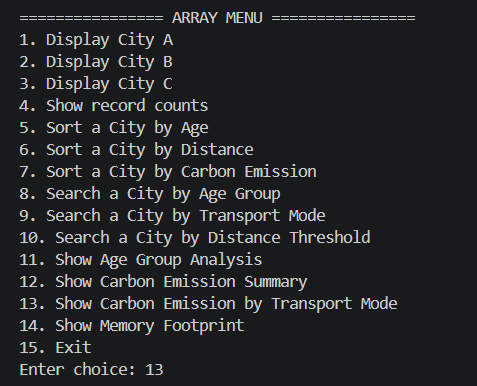 ================ ARRAY MENU ================
1. Display City A
2. Display City B
3. Display City C
4. Show record counts
5. Sort a City by Age
6. Sort a City by Distance
7. Sort a City by Carbon Emission
8. Search a City by Age Group
9. Search a City by Transport Mode
10. Search a City by Distance Threshold
11. Show Age Group Analysis
12. Show Carbon Emission Summary
13. Show Carbon Emission by Transport Mode
14. Show Memory Footprint
15. Exit
Enter choice: 13